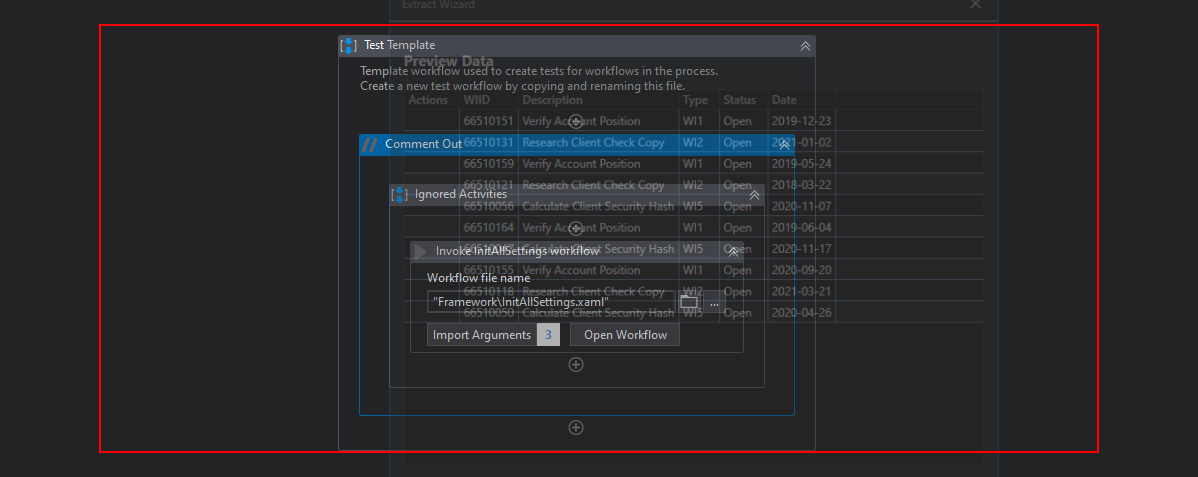 Extract Wizard
Test Template
Preview Data
Template workflow used to create tests for workflows in the process.
Create a new test workflow by copying and renaming this file.
Actions WIID Description Type Status Date
66510151 Verify Account Position WI1 Open 2019-12-23
Comment Out
66510131 Research Client Check Copy WI2 Open 2021-01-02
66510159 Verify Account Position WI1 Open 2019-05-24
66510121 Research Client Check Copy WI2 Open 2018-03-22
Ignored Activities
66510056 Calculate Client Security Hash WI5 Open 2020-11-07
66510164 Verify Account Position WI1 Open 2019-06-04
Invoke InitAllSettings workflow
Calculate Client Security Hash WI5 Open 2020-11-17
66510155 Verify Account Position WI1 Open 2020-09-20
Workflow file name
66510118 Research Client Check Copy WI2 Open 2021-03-21
"Framework\InitAllSettings.xaml" ...
66510050 Calculate Client Security Hash WI5 Open 2020-04-26
Import Arguments 3 Open Workflow